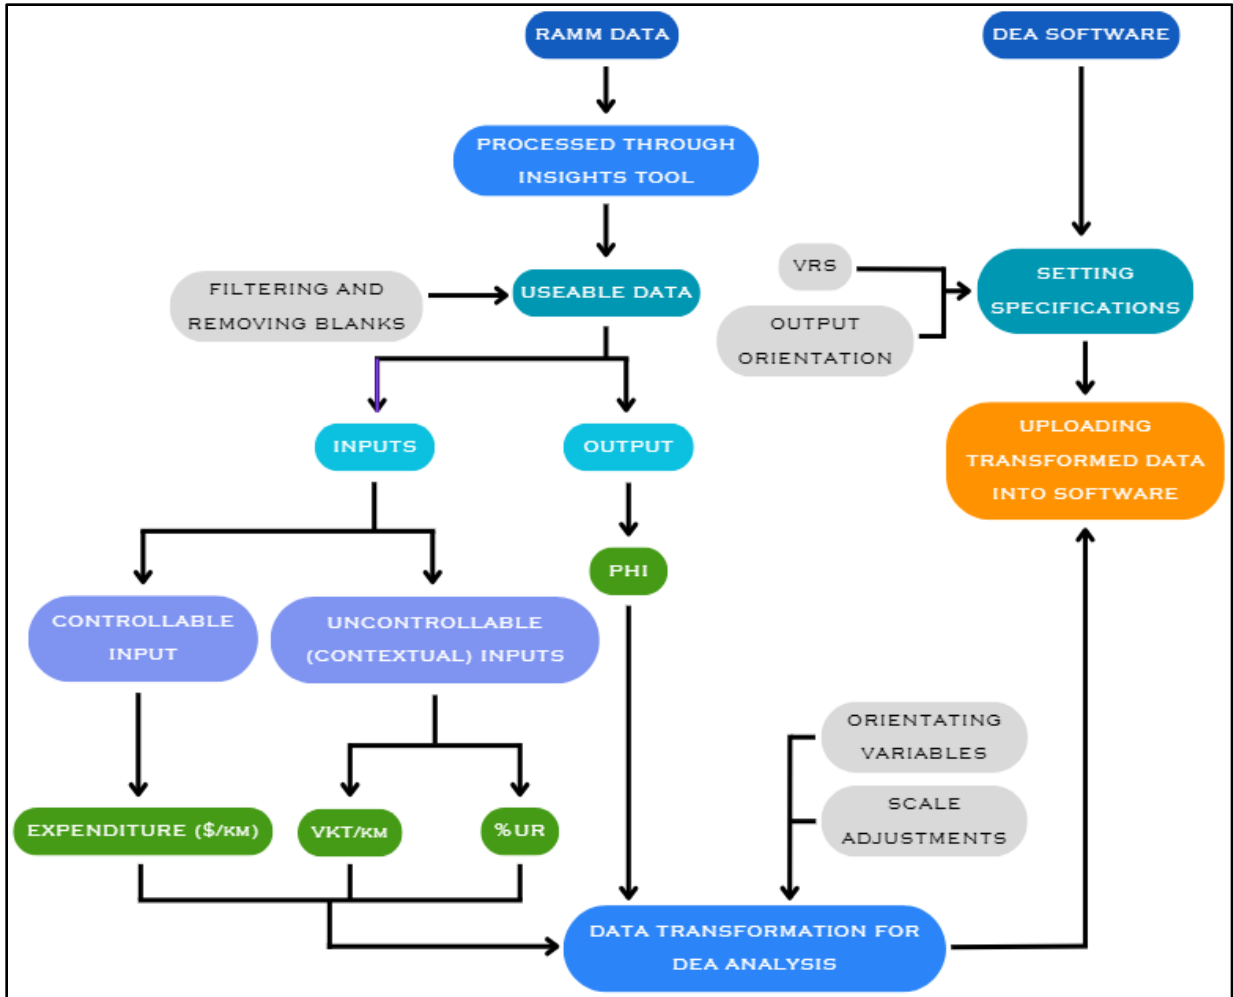 RAMM DATA
DEA SOFTWARE
PROCESSED THROUGH
INSIGHTS TOOL
VRS
SETTING
SPECIFICATIONS
FILTERING AND
REMOVING BLANKS
USEABLE DATA
OUTPUT
ORIENTATION
UPLOADING
TRANSFORMED DATA
INTO SOFTWARE
INPUTS
OUTPUT
PHI
CONTROLLABLE
INPUT
UNCONTROLLABLE
(CONTEXTUAL) INPUTS
ORIENTATING
VARIABLES
SCALE
ADJUSTMENTS
EXPENDITURE ($/KM)
VKT/KM
%UR
DATA TRANSFORMATION FOR
DEA ANALYSIS